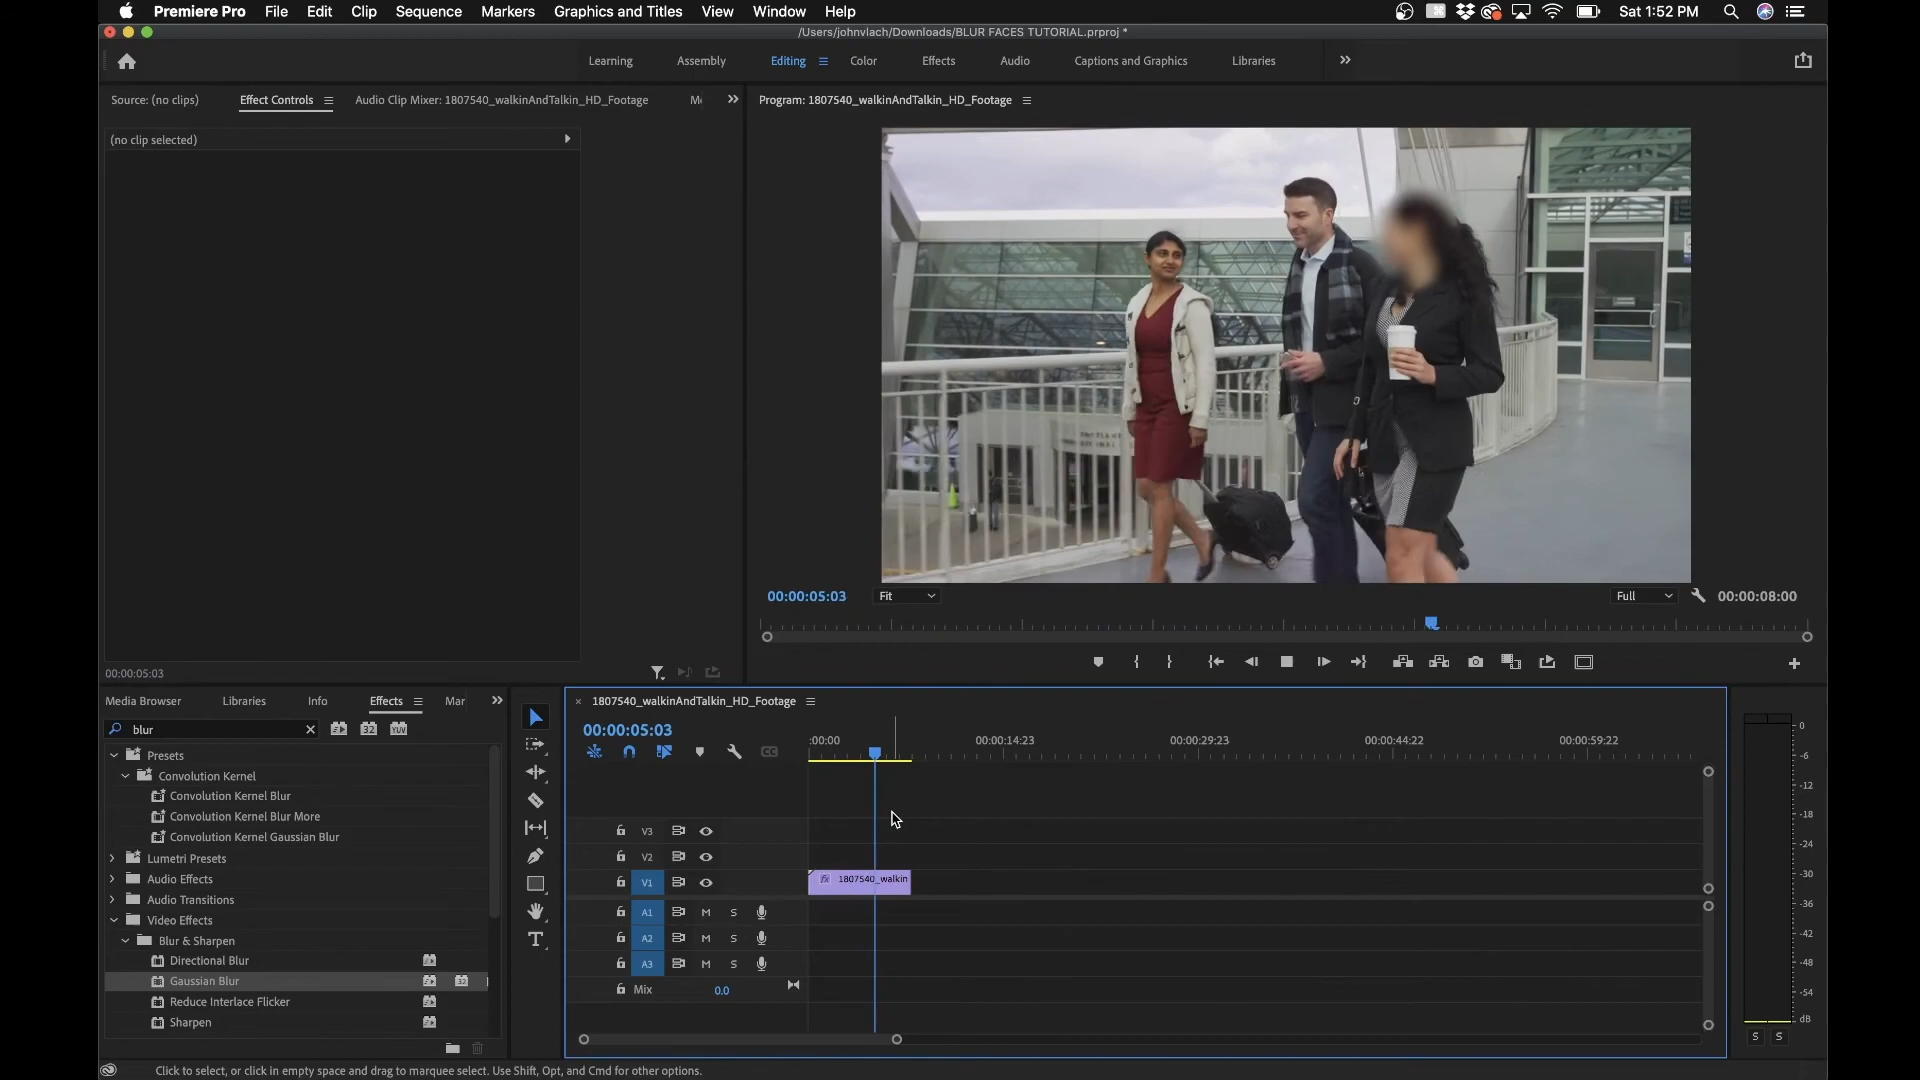 Premiere Pro File Edit Clip Sequence Markers Graphics and Titles View Window Help Sat 1:52 PM
/Users/johnvlach/Downloads/BLUR FACES TUTORIAL.prproj *
Learning Assembly Editing Color Effects Audio Captions and Graphics Libraries
Source: (no clips) Effect Controls Audio Clip Mixer: 1807540_walkinAndTalkin_HD_Footage
Program: 1807540_walkinAndTalkin_HD_Footage
(no clip selected)
00:00:05:03 Fit Full 00:00:08:00
00:00:05:03
Media Browser Libraries Info Effects Mar
1807540_walkinAndTalkin_HD_Footage
blur
00:00:05:03
:00:00 00:00:14:23 00:00:29:23 00:00:44:22 00:00:59:22
Presets
Convolution Kernel
Convolution Kernel Blur
Convolution Kernel Blur More
Convolution Kernel Gaussian Blur
Lumetri Presets
Audio Effects
Audio Transitions
Video Effects
Blur & Sharpen
Directional Blur
Gaussian Blur
Reduce Interlace Flicker
Sharpen
V3
V2
V1 fx 1807540_walkin
A1 M S
A2 M S
A3 M S
Mix 0.0
0
-6
-12
-18
-24
-30
-36
-42
-48
-54
dB
S S
Click to select, or click in empty space and drag to marquee select. Use Shift, Opt, and Cmd for other options.